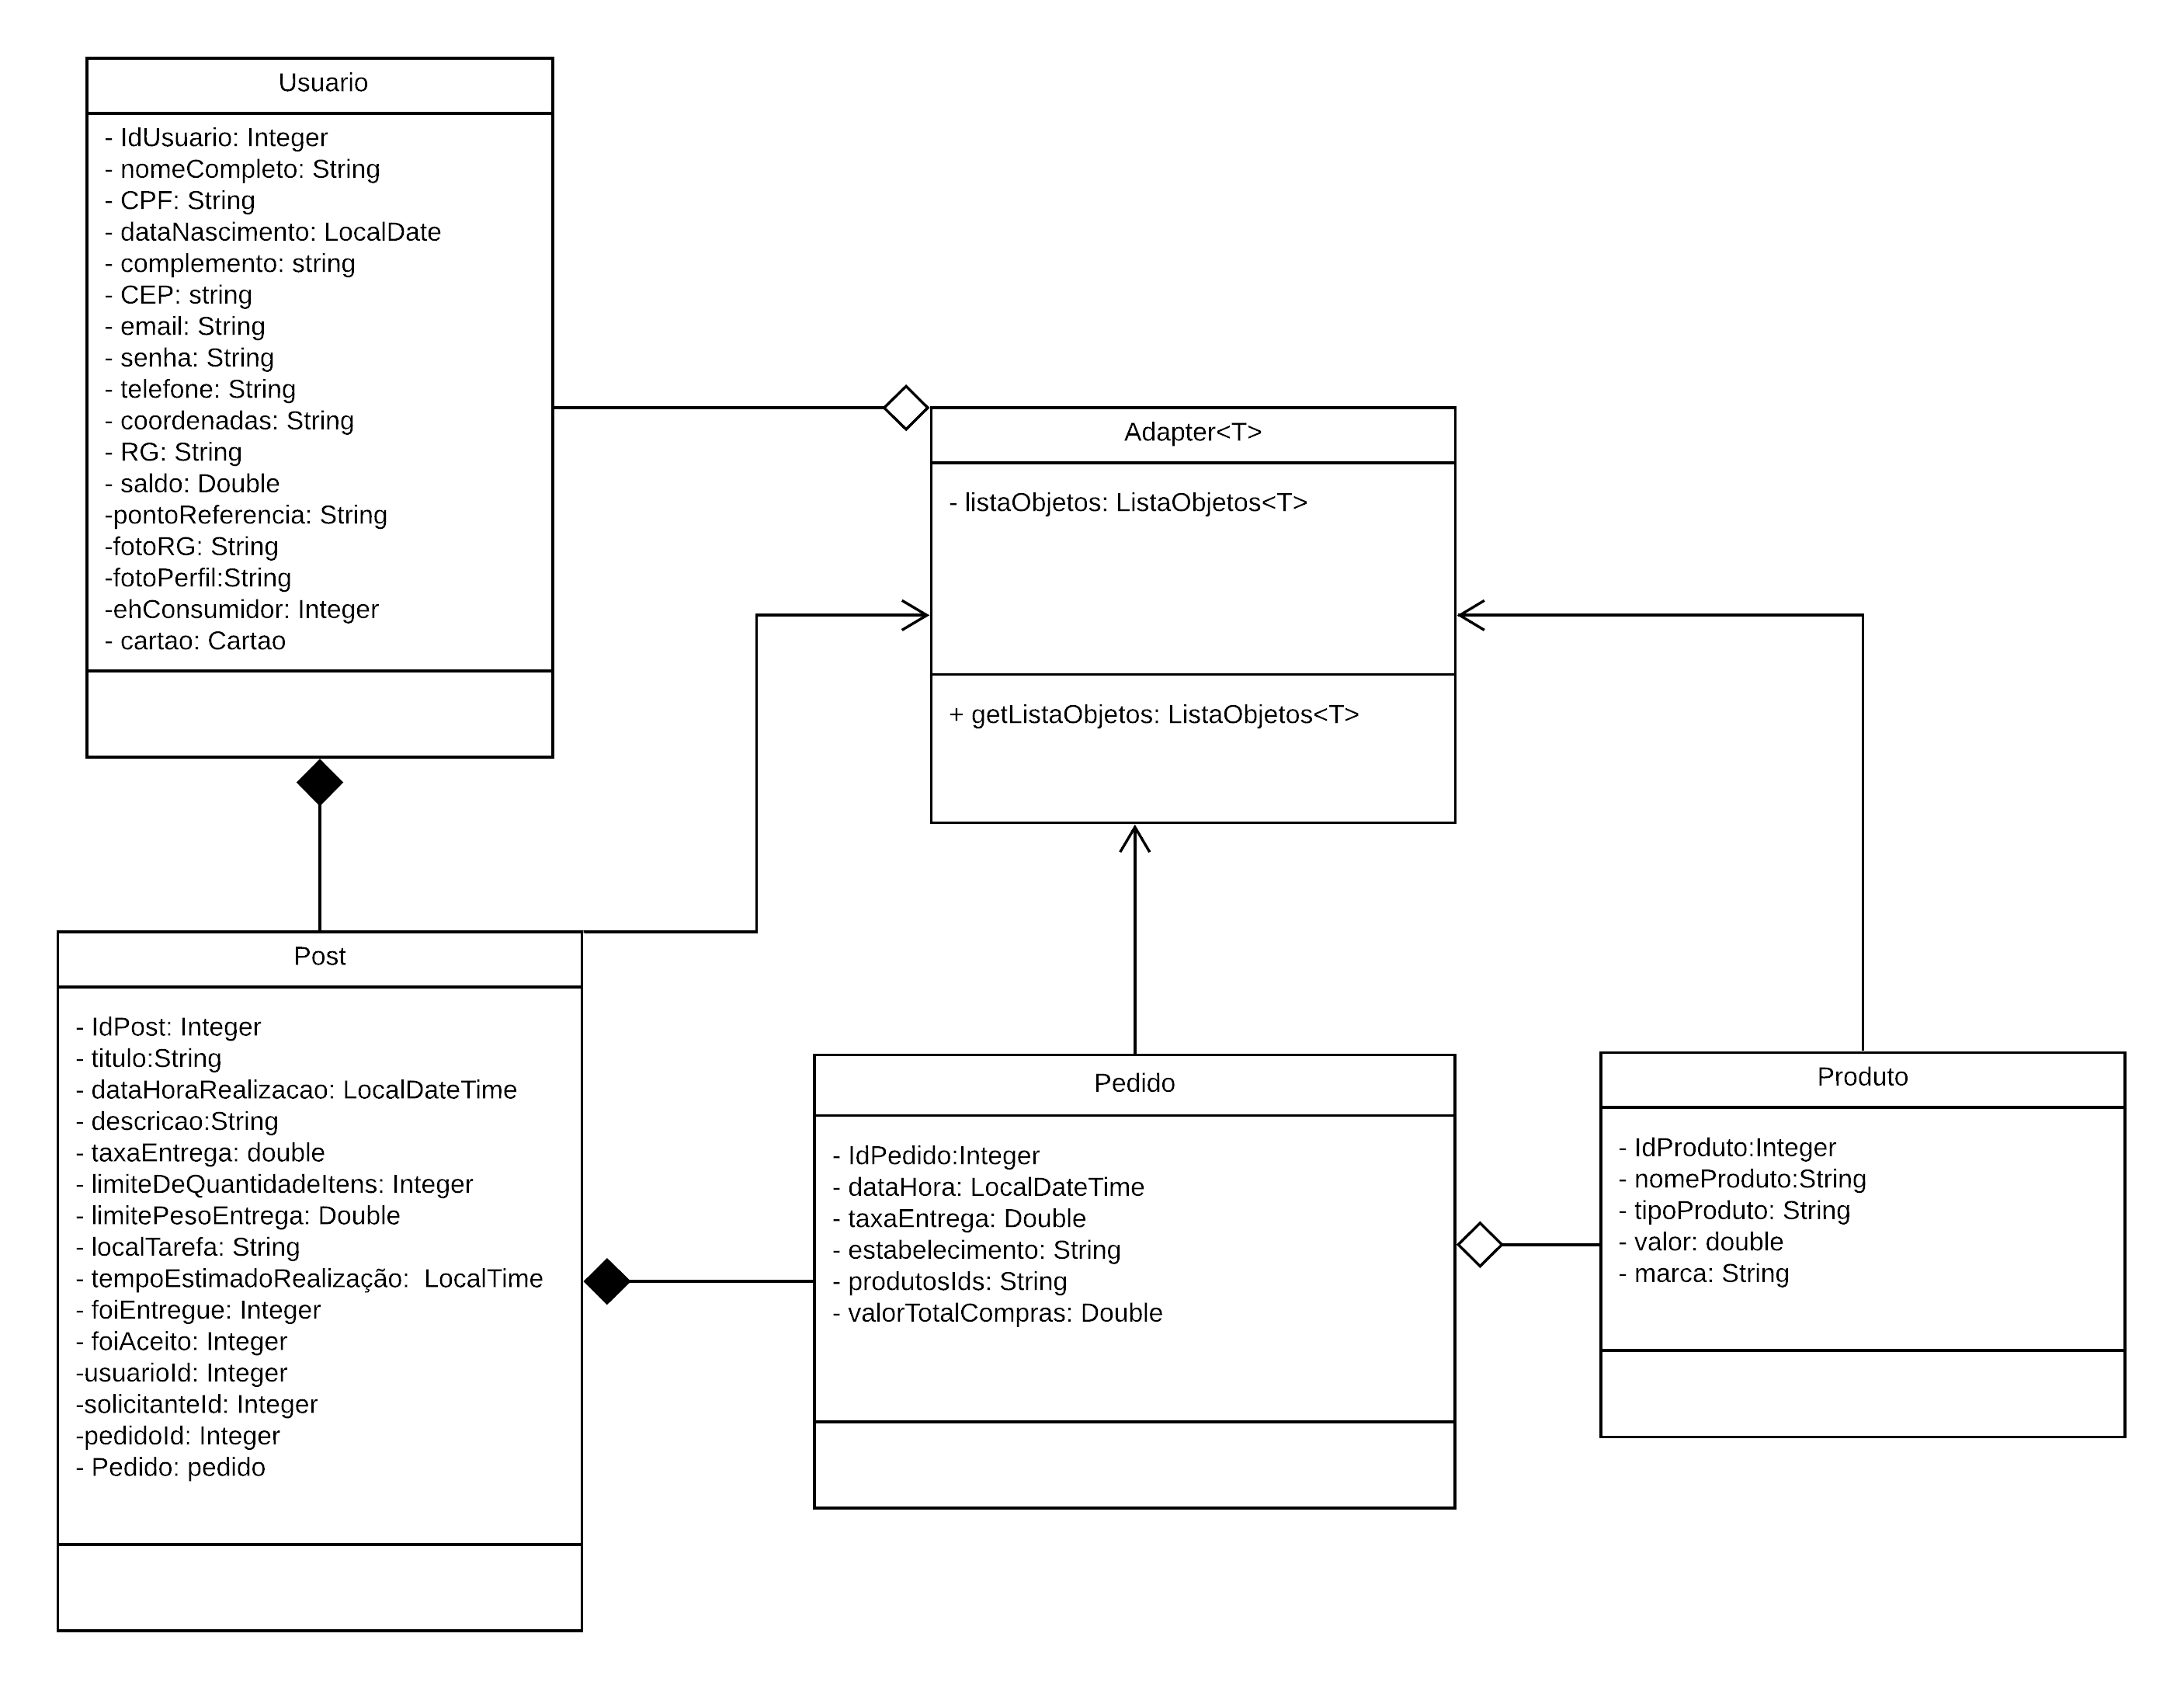 Usuario
- IdUsuario: Integer
- nomeCompleto: String
- CPF: String
- dataNascimento: LocalDate
- complemento: string
- CEP: string
- email: String
- senha: String
- telefone: String
- coordenadas: String
- RG: String
- saldo: Double
-pontoReferencia: String
-fotoRG: String
-fotoPerfil:String
-ehConsumidor: Integer
- cartao: Cartao
Adapter<T>
- listaObjetos: ListaObjetos<T>
+ getListaObjetos: ListaObjetos<T>
Post
- IdPost: Integer
- titulo:String
- dataHoraRealizacao: LocalDateTime
- descricao:String
- taxaEntrega: double
- limiteDeQuantidadeItens: Integer
- limitePesoEntrega: Double
- localTarefa: String
- tempoEstimadoRealização:  LocalTime
- foiEntregue: Integer
- foiAceito: Integer
-usuarioId: Integer
-solicitanteId: Integer
-pedidoId: Integer
- Pedido: pedido
Pedido
- IdPedido:Integer
- dataHora: LocalDateTime
- taxaEntrega: Double
- estabelecimento: String
- produtosIds: String
- valorTotalCompras: Double
Produto
- IdProduto:Integer
- nomeProduto:String
- tipoProduto: String
- valor: double
- marca: String